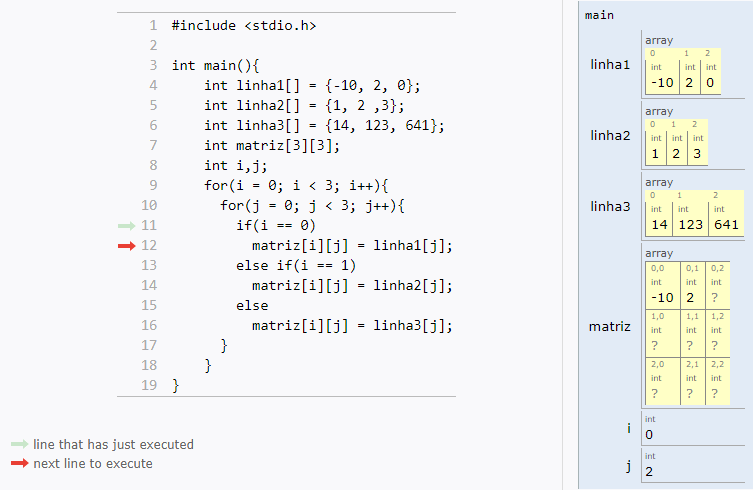 1 #include <stdio.h>
2
3 int main(){
4 int linha1[] = {-10, 2, 0};
5 int linha2[] = {1, 2 ,3};
6 int linha3[] = {14, 123, 641};
7 int matriz[3][3];
8 int i,j;
9 for(i = 0; i < 3; i++){
10 for(j = 0; j < 3; j++){
11 if(i == 0)
12 matriz[i][j] = linha1[j];
13 else if(i == 1)
14 matriz[i][j] = linha2[j];
15 else
16 matriz[i][j] = linha3[j];
17 }
18 }
19 }
line that has just executed
next line to execute
main
array
0 1 2
int int int
linha1 -10 2 0
array
0 1 2
int int int
linha2 1 2 3
array
0 1 2
int int int
linha3 14 123 641
array
0,0 0,1 0,2
int int int
-10 2 ?
1,0 1,1 1,2
matriz int int int
? ? ?
2,0 2,1 2,2
int int int
? ? ?
int
i 0
int
j 2